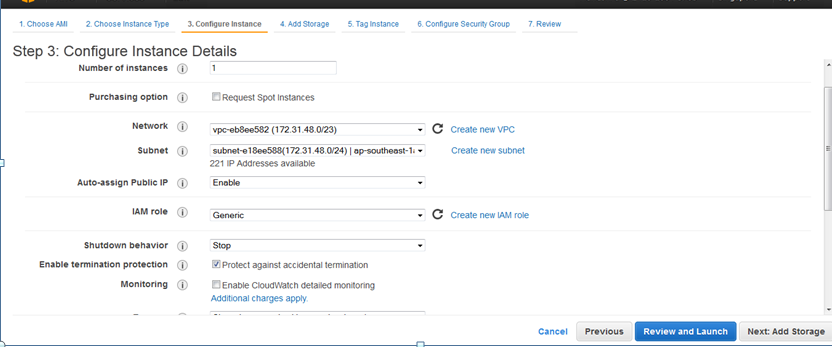 1. Choose AMI 2. Choose Instance Type 3. Configure Instance 4. Add Storage 5. Tag Instance 6. Configure Security Group 7. Review
Step 3: Configure Instance Details
Number of instances 1
Purchasing option Request Spot Instances
Network vpc-eb8ee582 (172.31.48.0/23) Create new VPC
Subnet subnet-e18ee588(172.31.48.0/24) | ap-southeast-1a Create new subnet
221 IP Addresses available
Auto-assign Public IP Enable
IAM role Generic Create new IAM role
Shutdown behavior Stop
Enable termination protection Protect against accidental termination
Monitoring Enable CloudWatch detailed monitoring
Additional charges apply.
Cancel Previous Review and Launch Next: Add Storage